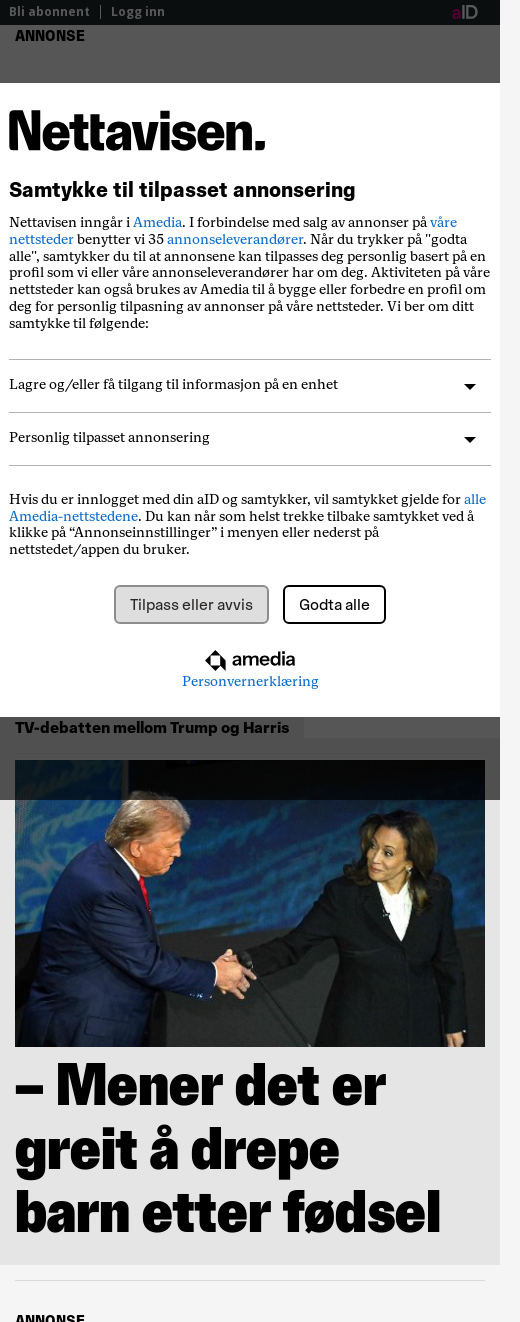 Bli abonnent | Logg inn
aID
ANNONSE
Nettavisen.
Samtykke til tilpasset annonsering
Nettavisen inngår i Amedia. I forbindelse med salg av annonser på våre
nettsteder benytter vi 35 annonseleverandører. Når du trykker på "godta
alle", samtykker du til at annonsene kan tilpasses deg personlig basert på en
profil som vi eller våre annonseleverandører har om deg. Aktiviteten på våre
nettsteder kan også brukes av Amedia til å bygge eller forbedre en profil om
deg for personlig tilpasning av annonser på våre nettsteder. Vi ber om ditt
samtykke til følgende:
Lagre og/eller få tilgang til informasjon på en enhet
Personlig tilpasset annonsering
Hvis du er innlogget med din aID og samtykker, vil samtykket gjelde for alle
Amedia-nettstedene. Du kan når som helst trekke tilbake samtykket ved å
klikke på “Annonseinnstillinger” i menyen eller nederst på
nettstedet/appen du bruker.
Tilpass eller avvis Godta alle
amedia
Personvernerklæring
TV-debatten mellom Trump og Harris
– Mener det er
greit å drepe
barn etter fødsel
ANNONSE